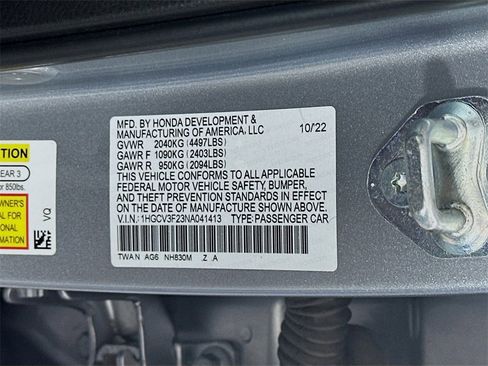 MFD. BY HONDA DEVELOPMENT &
MANUFACTURING OF AMERICA, LLC 10/22
GVWR 2040KG (4497LBS)
GAWR F 1090KG (2403LBS)
GAWR R 950KG (2094LBS)
THIS VEHICLE CONFORMS TO ALL APPLICABLE
FEDERAL MOTOR VEHICLE SAFETY, BUMPER,
AND THEFT PREVENTION STANDARDS IN EFFECT
ON THE DATE OF MANUFACTURE SHOWN ABOVE.
V.I.N.: 1HGCV3F23NA041413 TYPE: PASSENGER CAR
TWA N AG6 NH830M .Z A
UTION
EAR 3
r 850lbs.
WNER'S
AL FOR
TIONAL
MATION
VQ